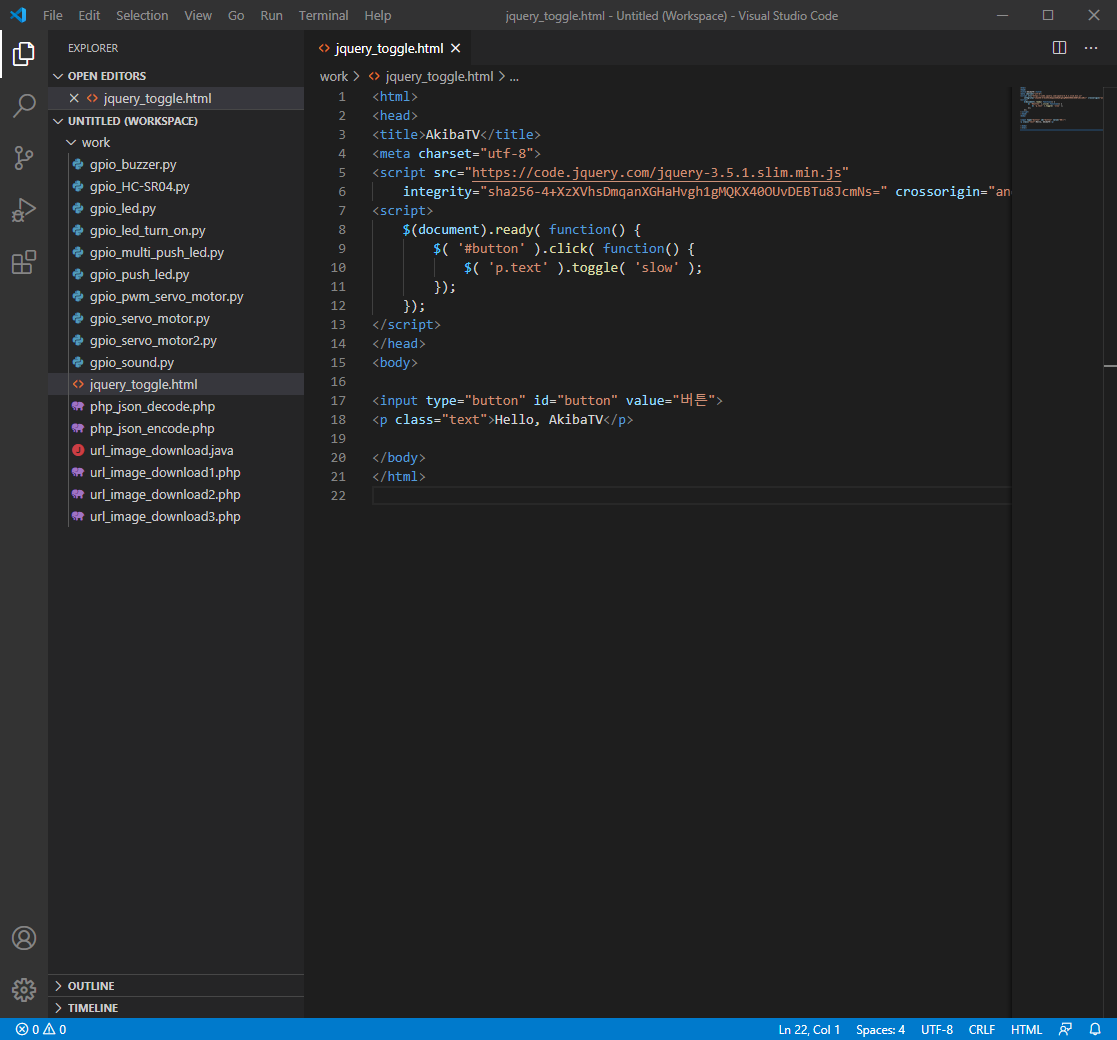 File Edit Selection View Go Run Terminal Help
jquery_toggle.html - Untitled (Workspace) - Visual Studio Code
EXPLORER
OPEN EDITORS
jquery_toggle.html
UNTITLED (WORKSPACE)
work
gpio_buzzer.py
gpio_HC-SR04.py
gpio_led.py
gpio_led_turn_on.py
gpio_multi_push_led.py
gpio_push_led.py
gpio_pwm_servo_motor.py
gpio_servo_motor.py
gpio_servo_motor2.py
gpio_sound.py
jquery_toggle.html
php_json_decode.php
php_json_encode.php
url_image_download.java
url_image_download1.php
url_image_download2.php
url_image_download3.php
OUTLINE
TIMELINE
jquery_toggle.html
work > jquery_toggle.html > ...
1 <html>
2 <head>
3 <title>AkibaTV</title>
4 <meta charset="utf-8">
5 <script src="https://code.jquery.com/jquery-3.5.1.slim.min.js"
6 integrity="sha256-4+XzXVhsDmqanXGHaHvgh1gMQKX40OUvDEBTu8JcmNs=" crossorigin="an
7 <script>
8 $(document).ready( function() {
9 $( '#button' ).click( function() {
10 $( 'p.text' ).toggle( 'slow' );
11 });
12 });
13 </script>
14 </head>
15 <body>
16
17 <input type="button" id="button" value="버튼">
18 <p class="text">Hello, AkibaTV</p>
19
20 </body>
21 </html>
22
0 0
Ln 22, Col 1 Spaces: 4 UTF-8 CRLF HTML